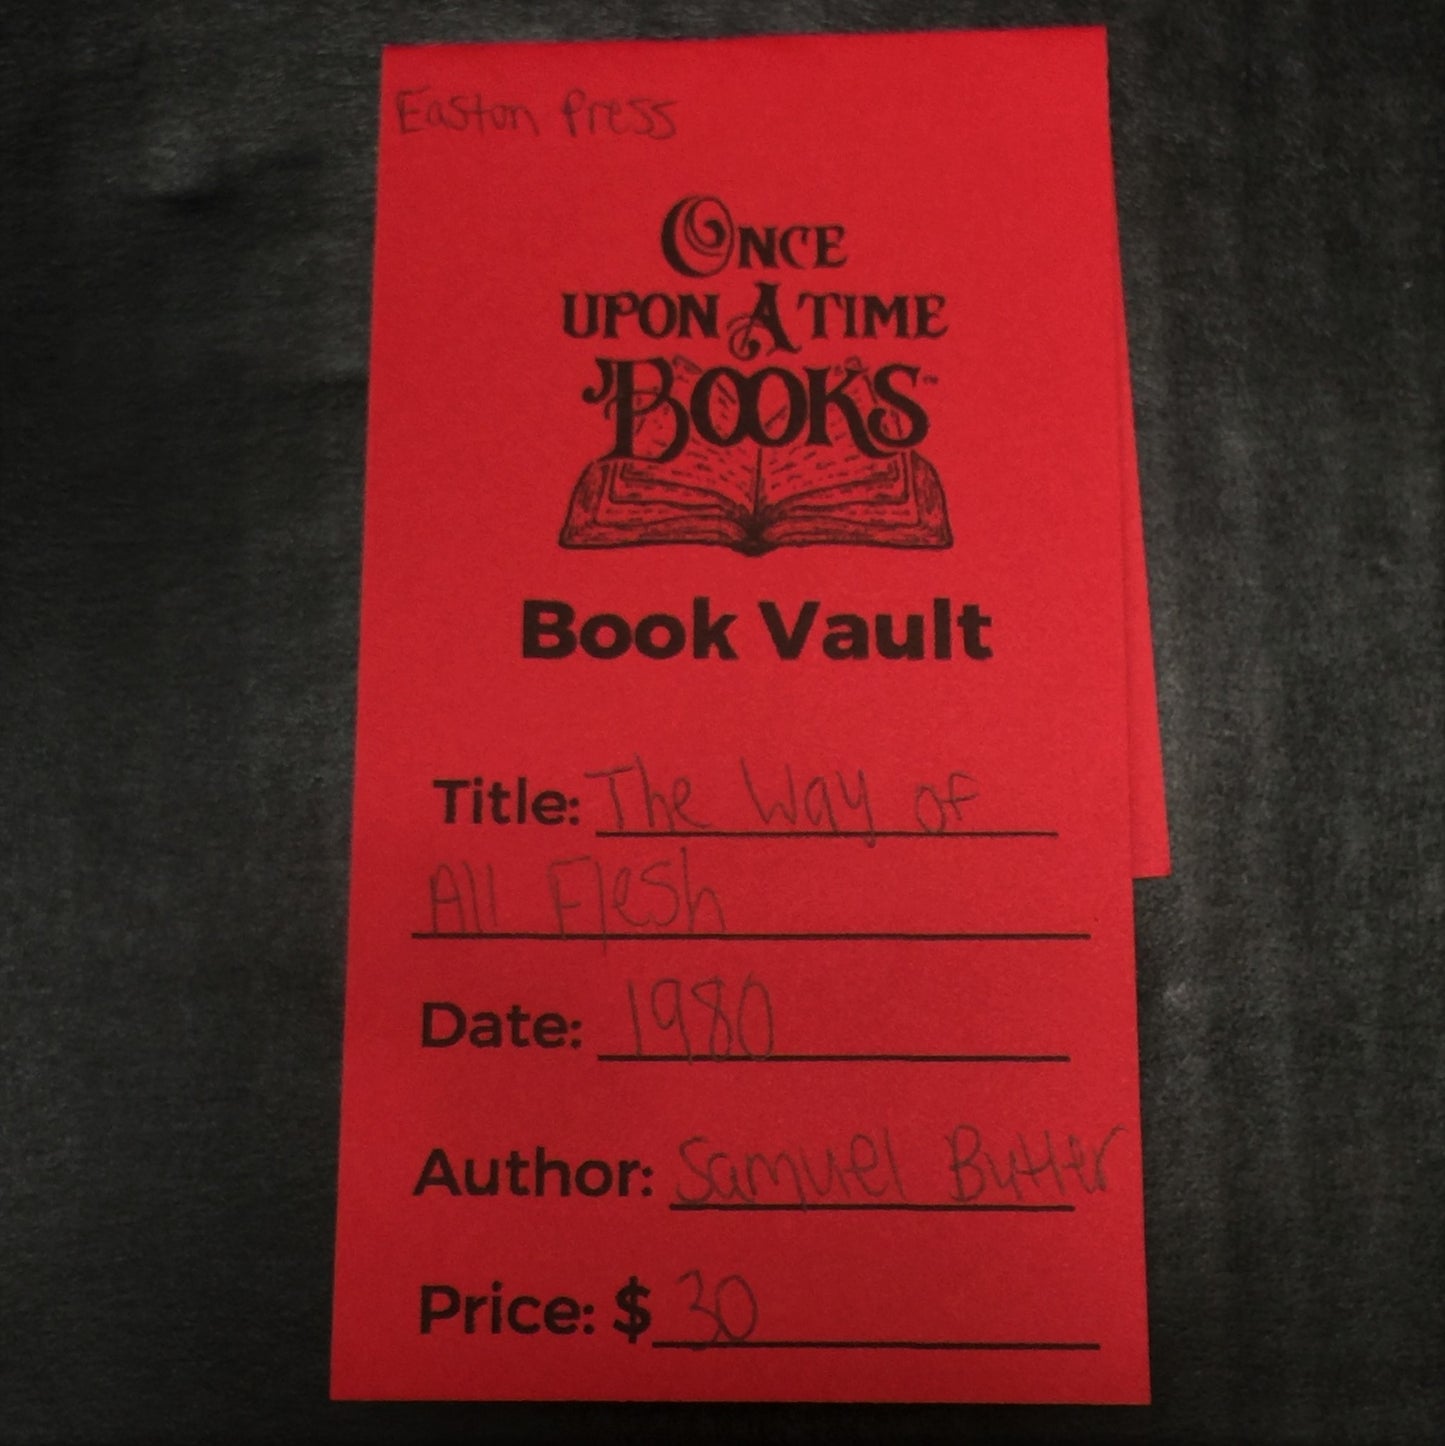 Easton Press
ONCE
UPON A TIME
BOOKS™
Book Vault
Title: The Way of
All Flesh
Date: 1980
Author: Samuel Butler
Price: $ 30